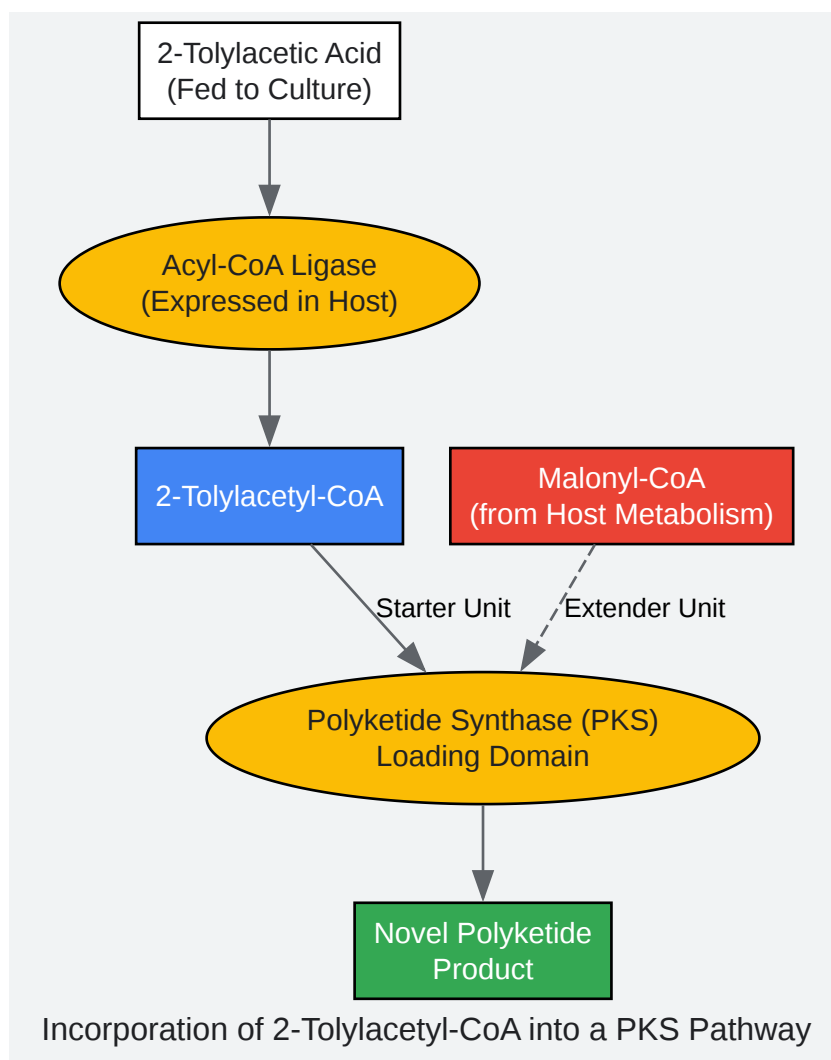 2-Tolylacetic Acid
(Fed to Culture)
Acyl-CoA Ligase
(Expressed in Host)
2-Tolylacetyl-CoA
Malonyl-CoA
(from Host Metabolism)
Starter Unit
Extender Unit
Polyketide Synthase (PKS)
Loading Domain
Novel Polyketide
Product
Incorporation of 2-Tolylacetyl-CoA into a PKS Pathway